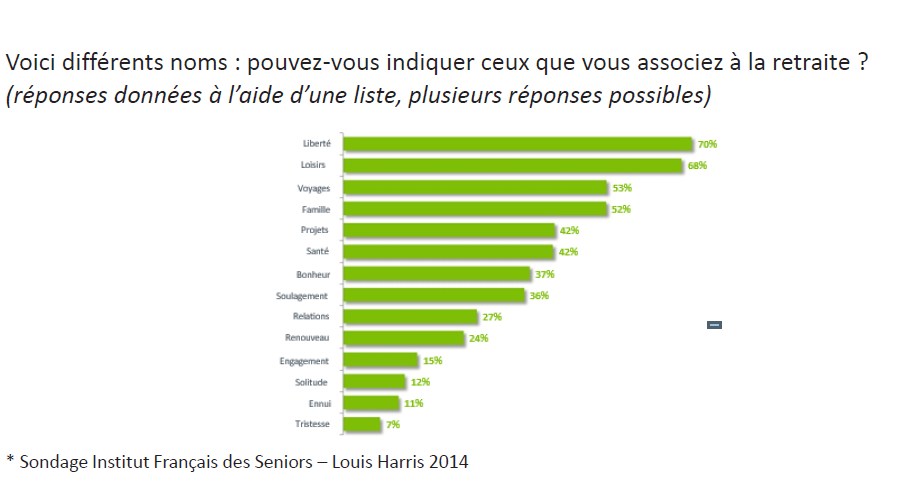 Voici différents noms : pouvez-vous indiquer ceux que vous associez à la retraite ?
(réponses données à l’aide d’une liste, plusieurs réponses possibles)
Liberté 70%
Loisirs 68%
Voyages 53%
Famille 52%
Projets 42%
Santé 42%
Bonheur 37%
Soulagement 36%
Relations 27%
Renouveau 24%
Engagement 15%
Solitude 12%
Ennui 11%
Tristesse 7%
* Sondage Institut Français des Seniors – Louis Harris 2014